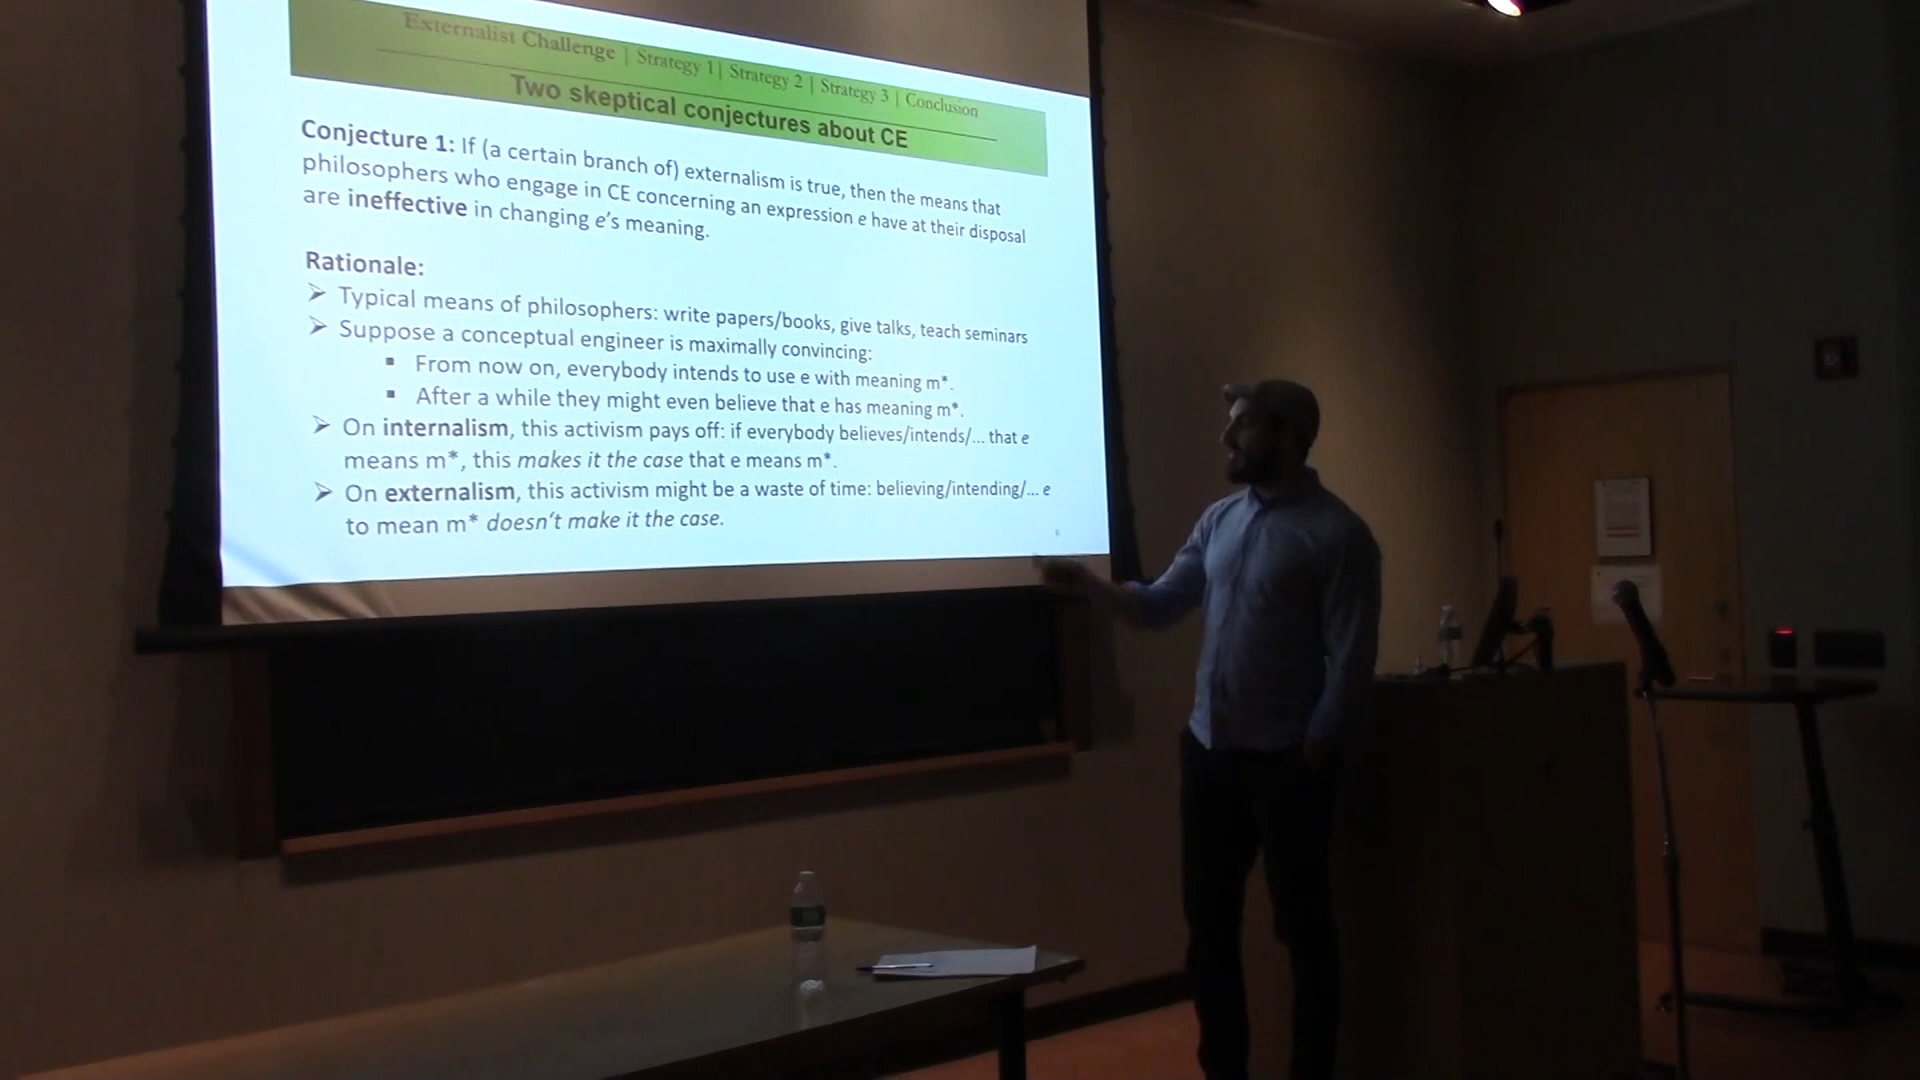 Externalist Challenge | Strategy 1| Strategy 2 | Strategy 3 | Conclusion
Two skeptical conjectures about CE
Conjecture 1: If (a certain branch of) externalism is true, then the means that
philosophers who engage in CE concerning an expression e have at their disposal
are ineffective in changing e's meaning.
Rationale:
➢ Typical means of philosophers: write papers/books, give talks, teach seminars
➢ Suppose a conceptual engineer is maximally convincing:
▪ From now on, everybody intends to use e with meaning m*.
▪ After a while they might even believe that e has meaning m*.
➢ On internalism, this activism pays off: if everybody believes/intends/... that e
means m*, this makes it the case that e means m*.
➢ On externalism, this activism might be a waste of time: believing/intending/... e
to mean m* doesn't make it the case.